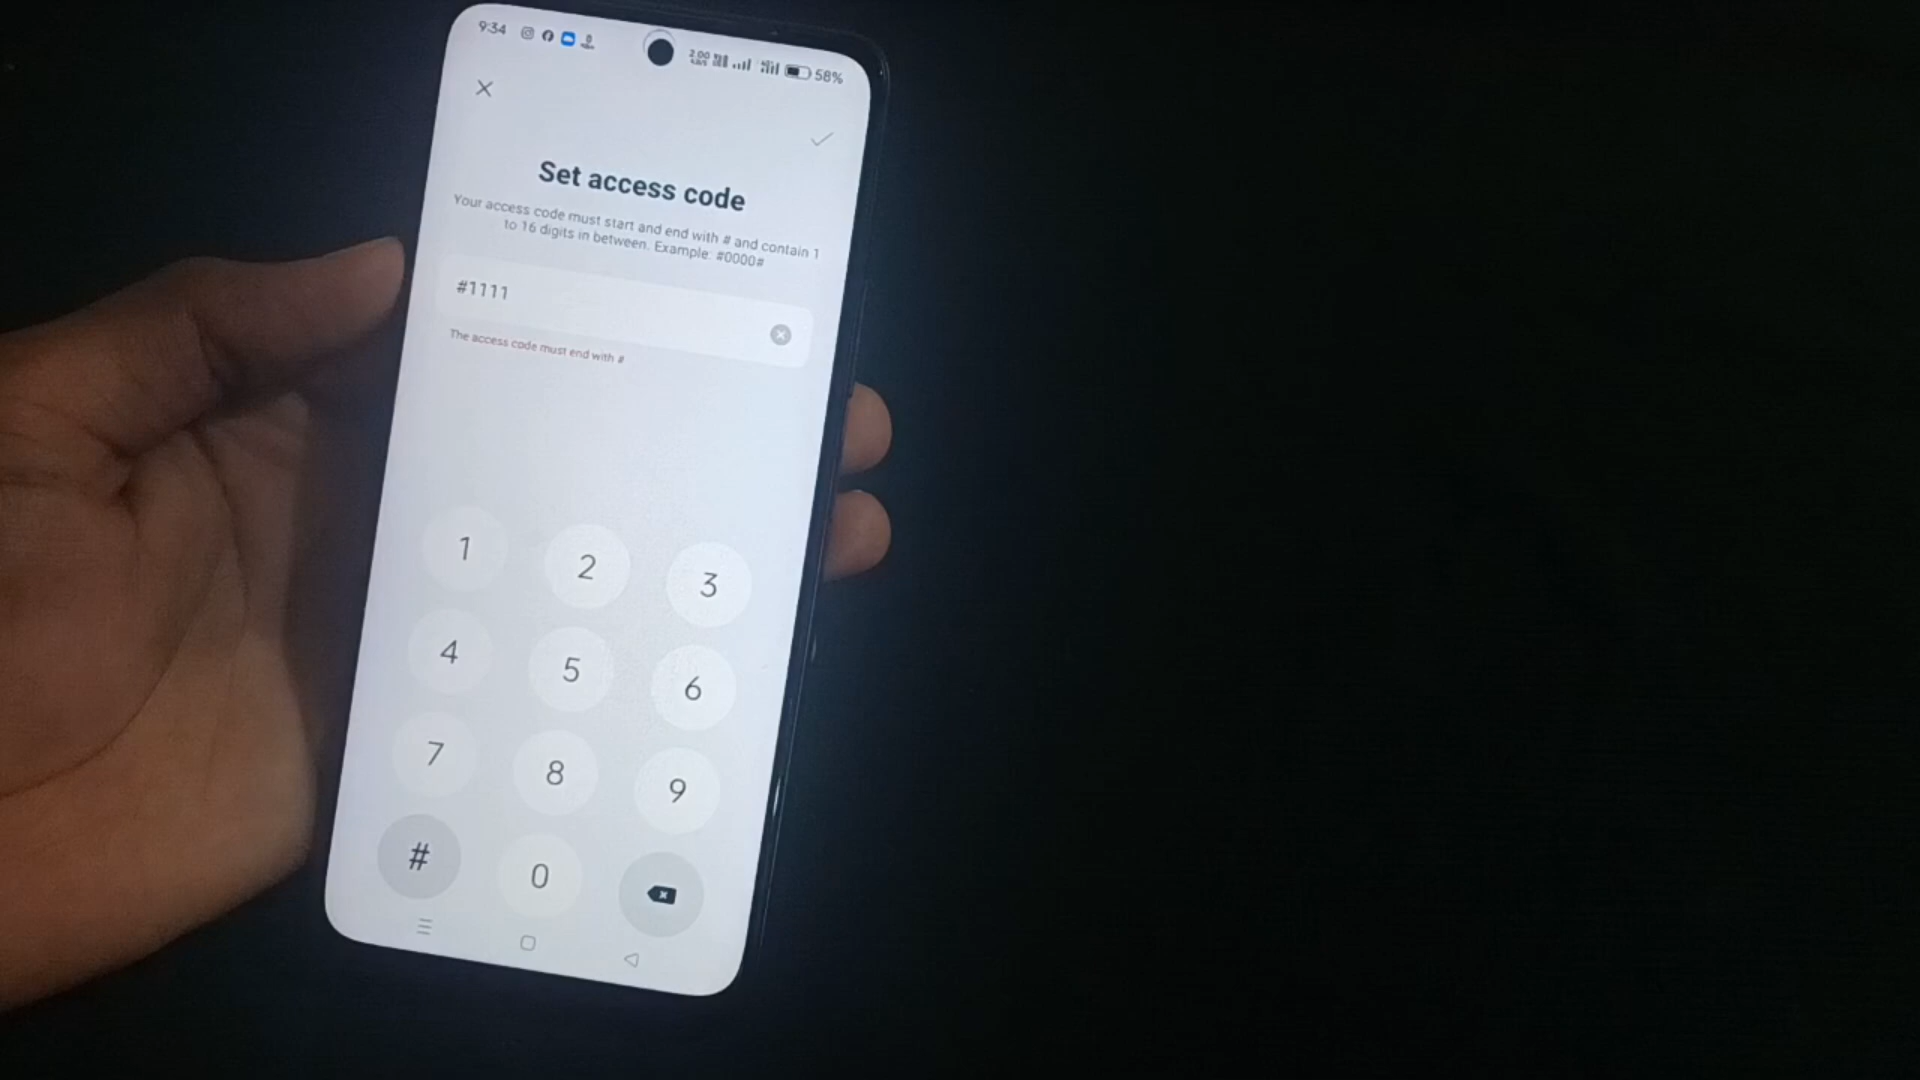 9:34
2.00 58%
Set access code
Your access code must start and end with # and contain 1
to 16 digits in between. Example: #0000#
#1111
The access code must end with #
1 2 3
4 5 6
7 8 9
# 0